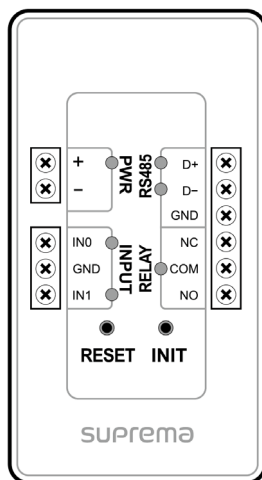 + PWR RS485 D+
− D−
GND
IN0 INPUT RELAY NC
GND COM
IN1 NO
RESET INIT
suprema